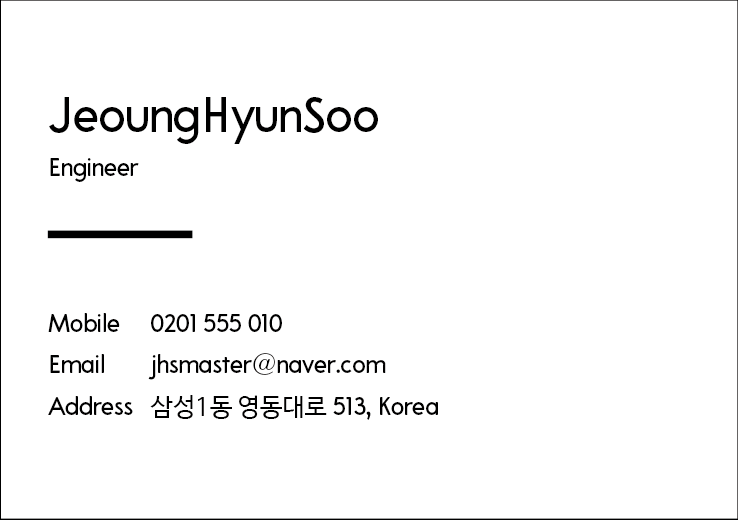 JeoungHyunSoo
Engineer
Mobile 0201 555 010
Email jhsmaster@naver.com
Address 삼성1동 영동대로 513, Korea